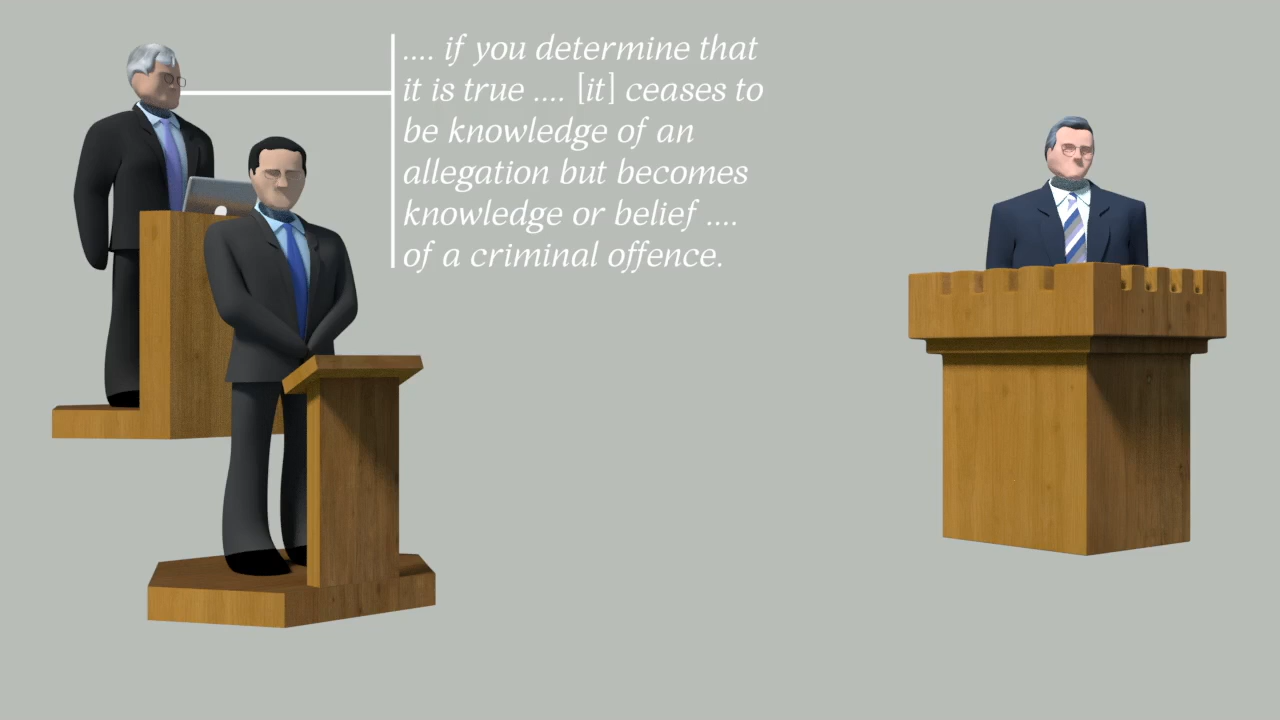 .... if you determine that
it is true .... [it] ceases to
be knowledge of an
allegation but becomes
knowledge or belief ....
of a criminal offence.